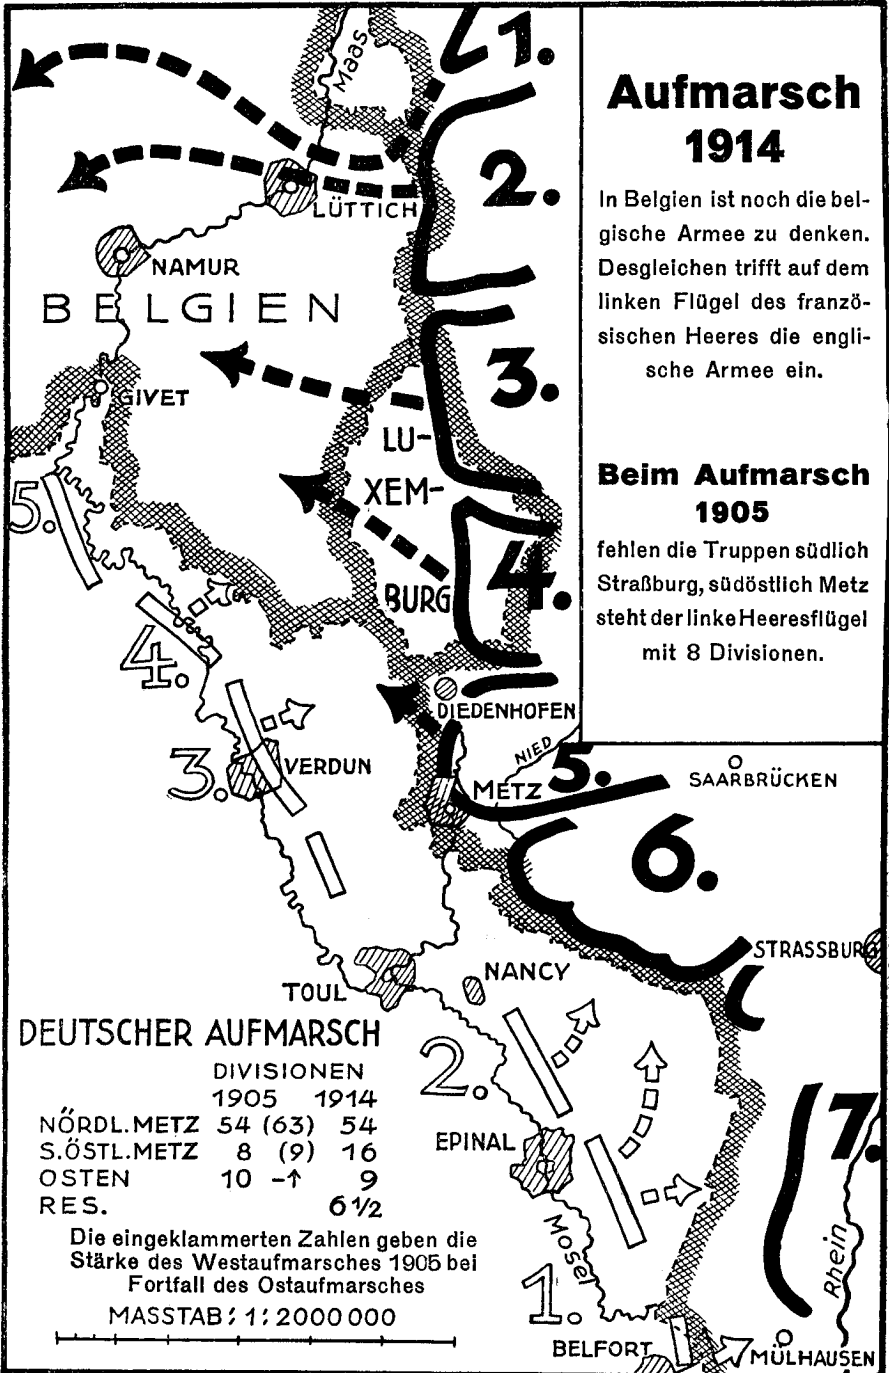 Aufmarsch
1914
In Belgien ist noch die bel-
gische Armee zu denken.
Desgleichen trifft auf dem
linken Flügel des franzö-
sischen Heeres die engli-
sche Armee ein.
Beim Aufmarsch
1905
fehlen die Truppen südlich
Straßburg, südöstlich Metz
steht der linke Heeresflügel
mit 8 Divisionen.
1.
Maas
2.
LÜTTICH
NAMUR
BELGIEN
3.
GIVET
LU-
XEM-
BURG
5.
4.
4.
DIEDENHOFEN
NIED
3.
VERDUN
METZ
5.
SAARBRÜCKEN
6.
STRASSBURG
NANCY
TOUL
2.
EPINAL
7.
Mosel
Rhein
1.
BELFORT
MÜLHAUSEN
DEUTSCHER AUFMARSCH
DIVISIONEN
1905 1914
NÖRDL.METZ 54 (63) 54
S.ÖSTL.METZ 8 (9) 16
OSTEN 10 -↑ 9
RES. 6 1/2
Die eingeklammerten Zahlen geben die
Stärke des Westaufmarsches 1905 bei
Fortfall des Ostaufmarsches
MASSTAB: 1:2000000